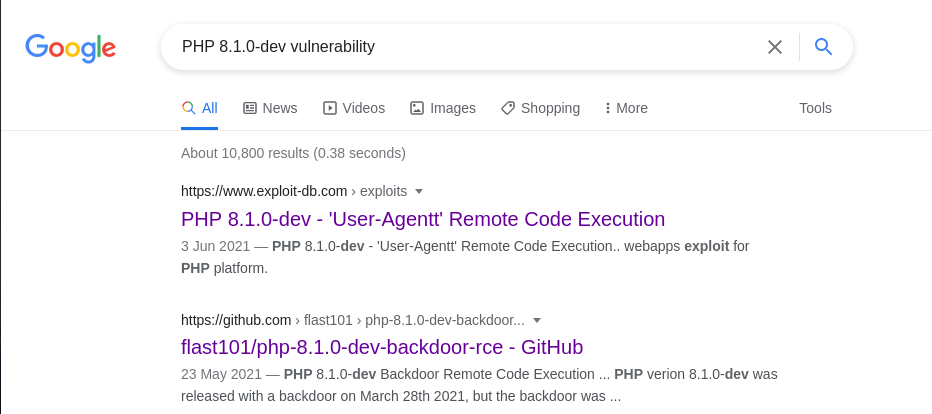 Google PHP 8.1.0-dev vulnerability
All News Videos Images Shopping More Tools
About 10,800 results (0.38 seconds)
https://www.exploit-db.com › exploits
PHP 8.1.0-dev - 'User-Agentt' Remote Code Execution
3 Jun 2021 — PHP 8.1.0-dev - 'User-Agentt' Remote Code Execution.. webapps exploit for
PHP platform.
https://github.com › flast101 › php-8.1.0-dev-backdoor...
flast101/php-8.1.0-dev-backdoor-rce - GitHub
23 May 2021 — PHP 8.1.0-dev Backdoor Remote Code Execution ... PHP verion 8.1.0-dev was
released with a backdoor on March 28th 2021, but the backdoor was ...